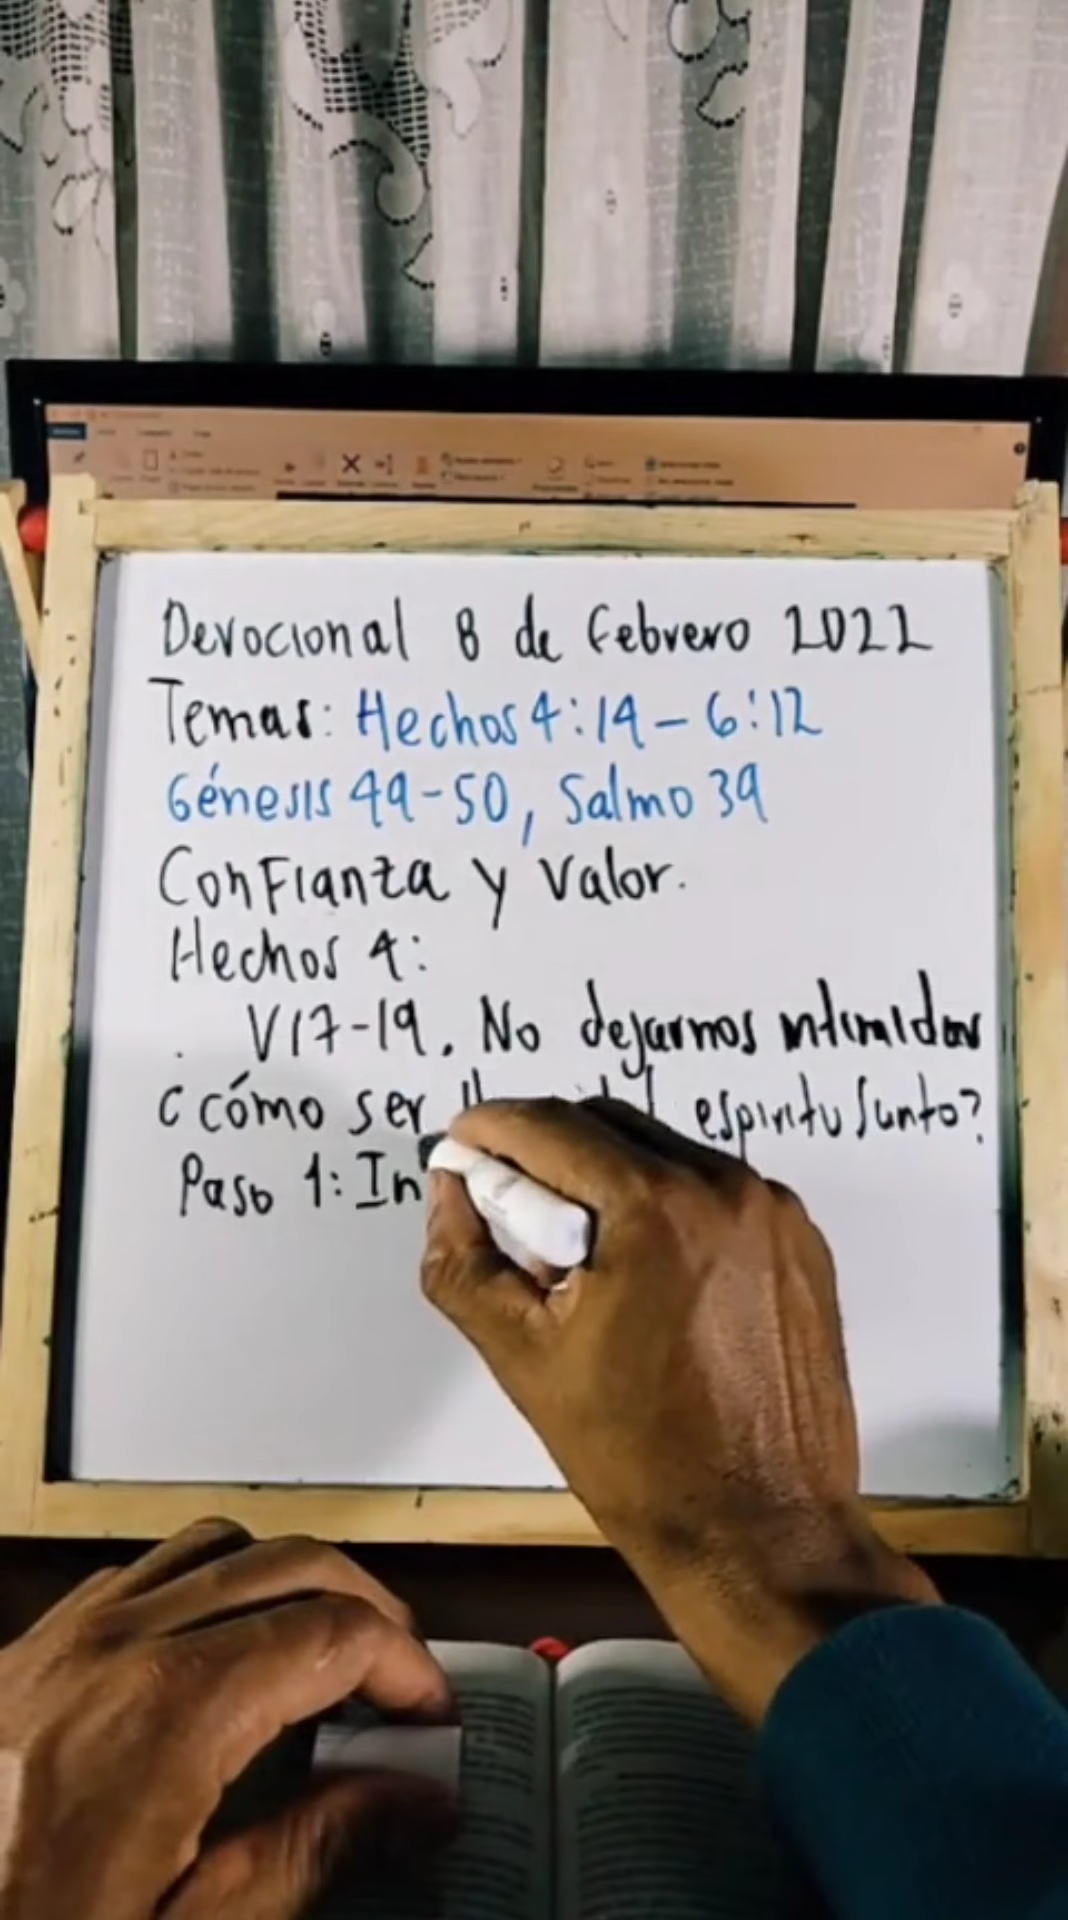 Devocional 8 de Febrero 2022
Temas: Hechos 4:14-6:12
Génesis 49-50, Salmo 39
Confianza y valor.
Hechos 4:
. V17-19. No dejarnos intimidar
¿cómo ser espiritu Santo?
Paso 1: In